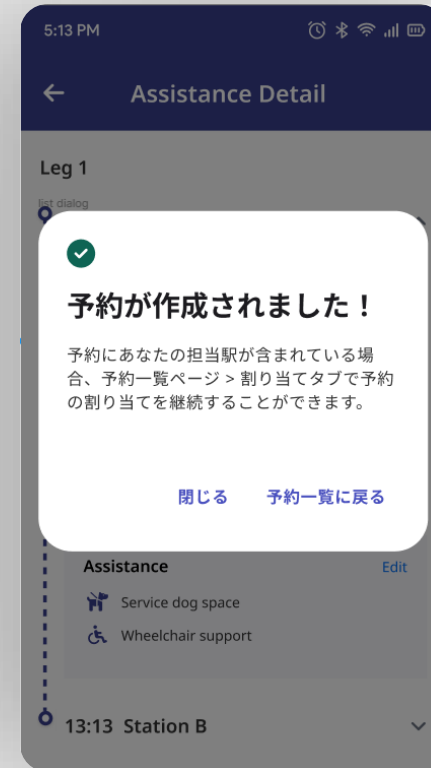 5:13 PM
Assistance Detail
Leg 1
list dialog
予約が作成されました！
予約にあなたの担当駅が含まれている場
合、予約一覧ページ > 割り当てタブで予約
の割り当てを継続することができます。
閉じる 予約一覧に戻る
Assistance Edit
Service dog space
Wheelchair support
13:13 Station B